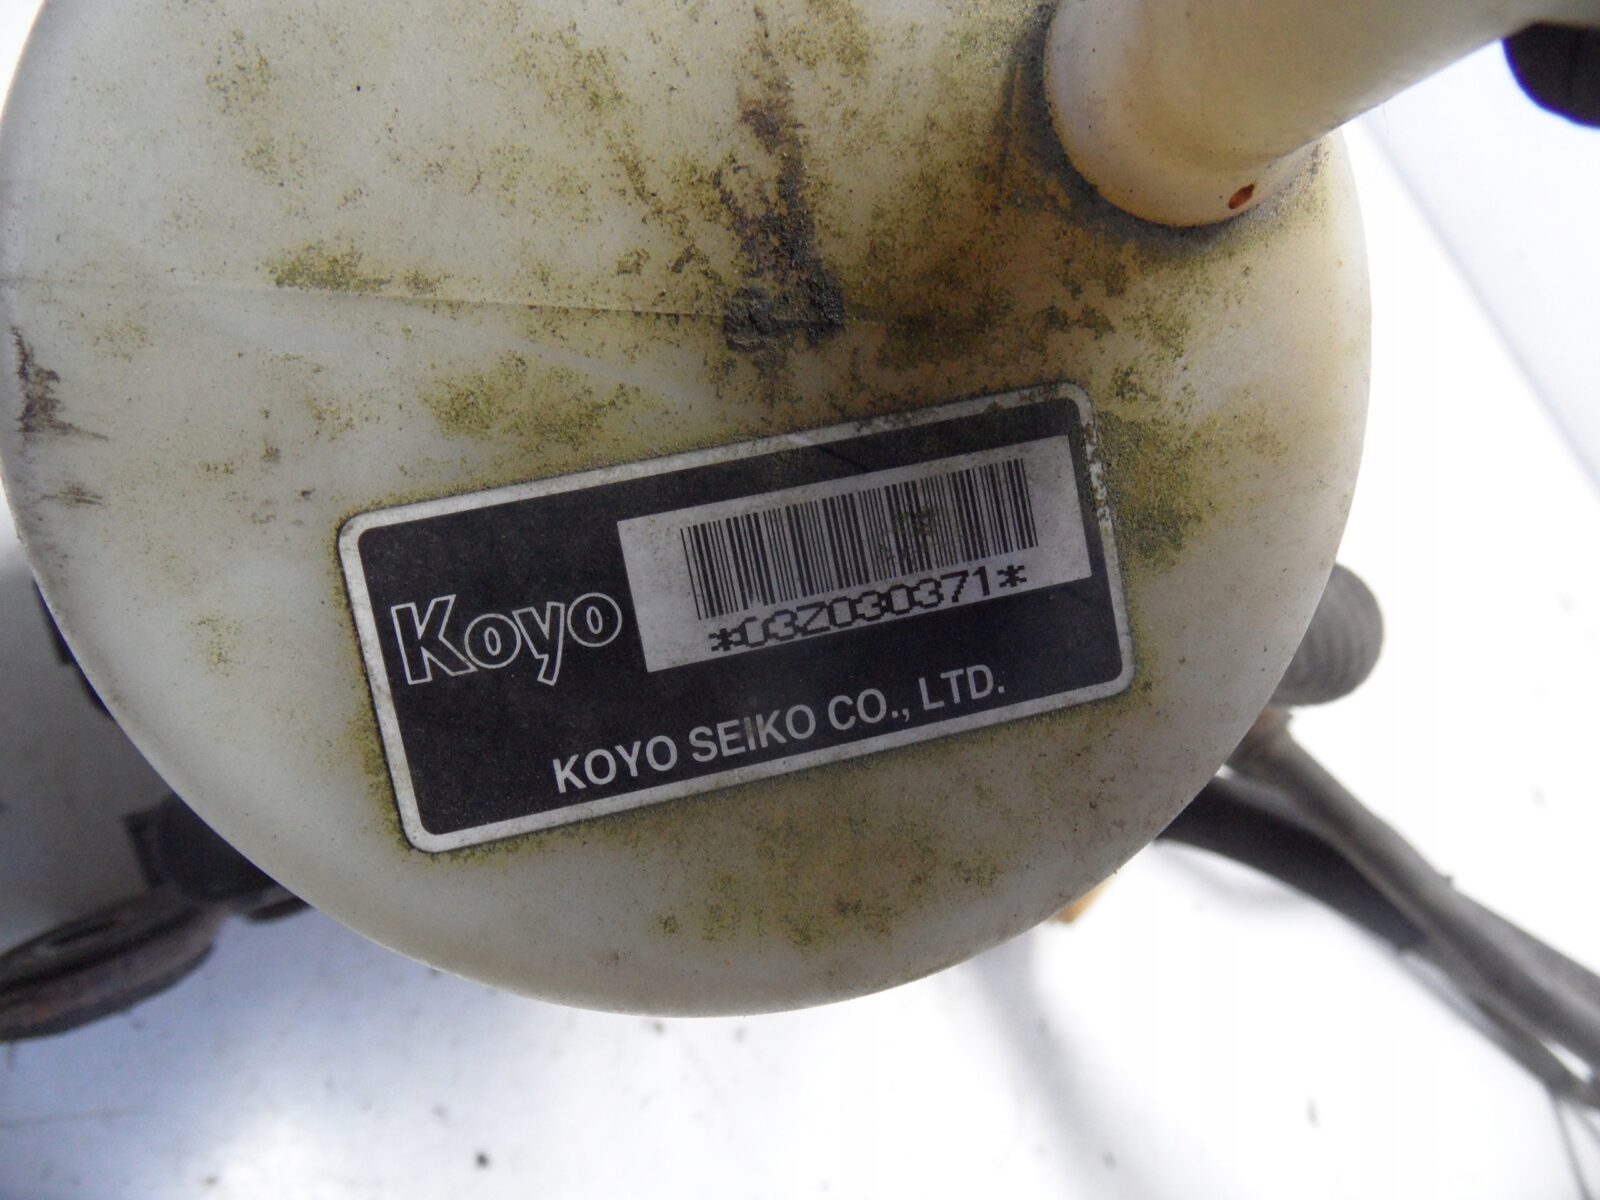 Koyo
*03Z030371*
KOYO SEIKO CO., LTD.